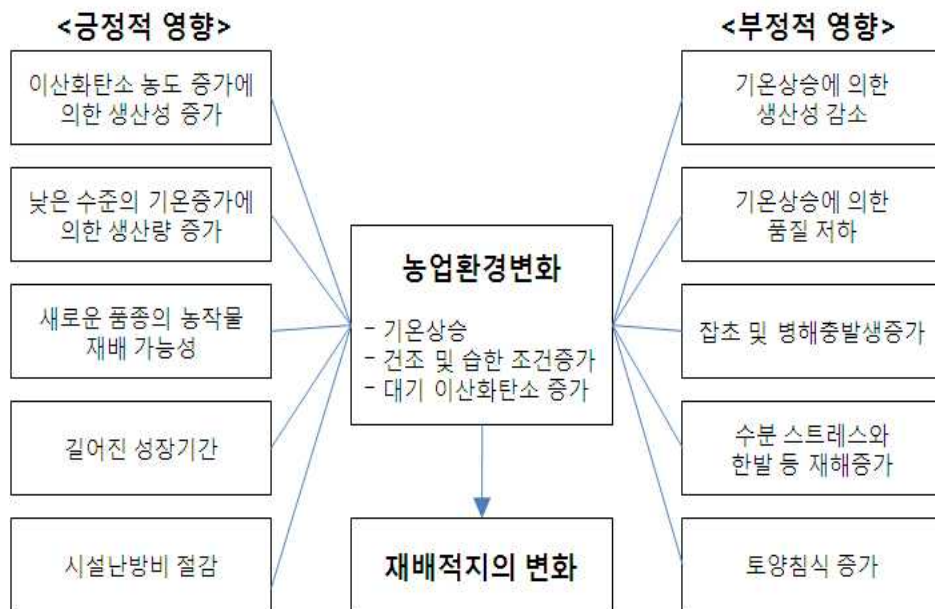 <긍정적 영향>
이산화탄소 농도 증가에
의한 생산성 증가
낮은 수준의 기온증가에
의한 생산량 증가
새로운 품종의 농작물
재배 가능성
길어진 성장기간
시설난방비 절감
농업환경변화
- 기온상승
- 건조 및 습한 조건증가
- 대기 이산화탄소 증가
재배적지의 변화
<부정적 영향>
기온상승에 의한
생산성 감소
기온상승에 의한
품질 저하
잡초 및 병해충발생증가
수분 스트레스와
한발 등 재해증가
토양침식 증가